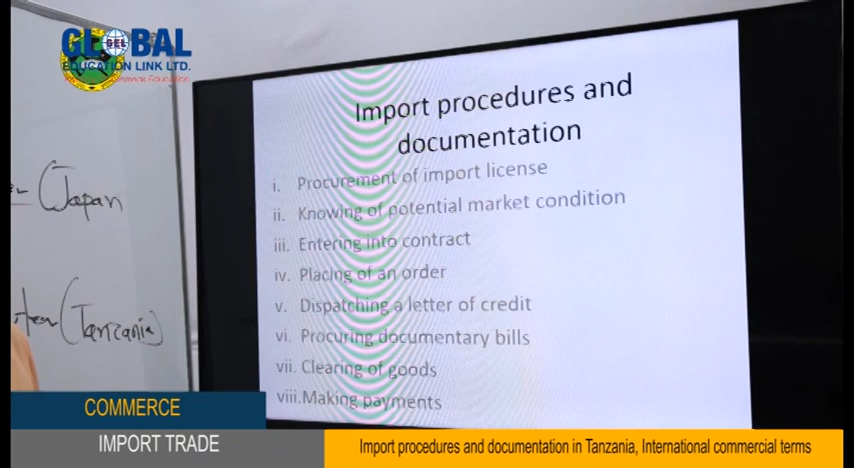 GLOBAL
GEL
EDUCATION LINK LTD.
Import procedures and
documentation
i. Procurement of import license
ii. Knowing of potential market condition
iii. Entering into contract
iv. Placing of an order
v. Dispatching a letter of credit
vi. Procuring documentary bills
vii. Clearing of goods
viii. Making payments
(Japan
(Tanzania)
COMMERCE
IMPORT TRADE
Import procedures and documentation in Tanzania, International commercial terms